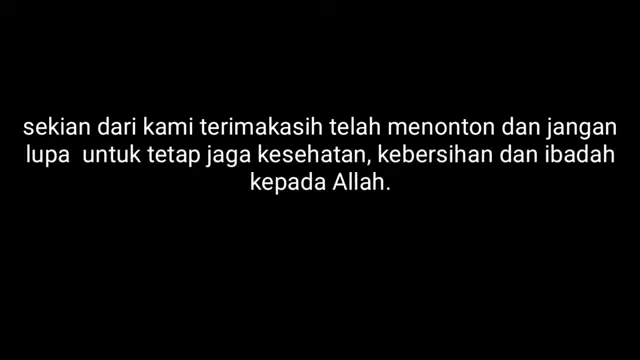 sekian dari kami terimakasih telah menonton dan jangan
lupa  untuk tetap jaga kesehatan, kebersihan dan ibadah
kepada Allah.